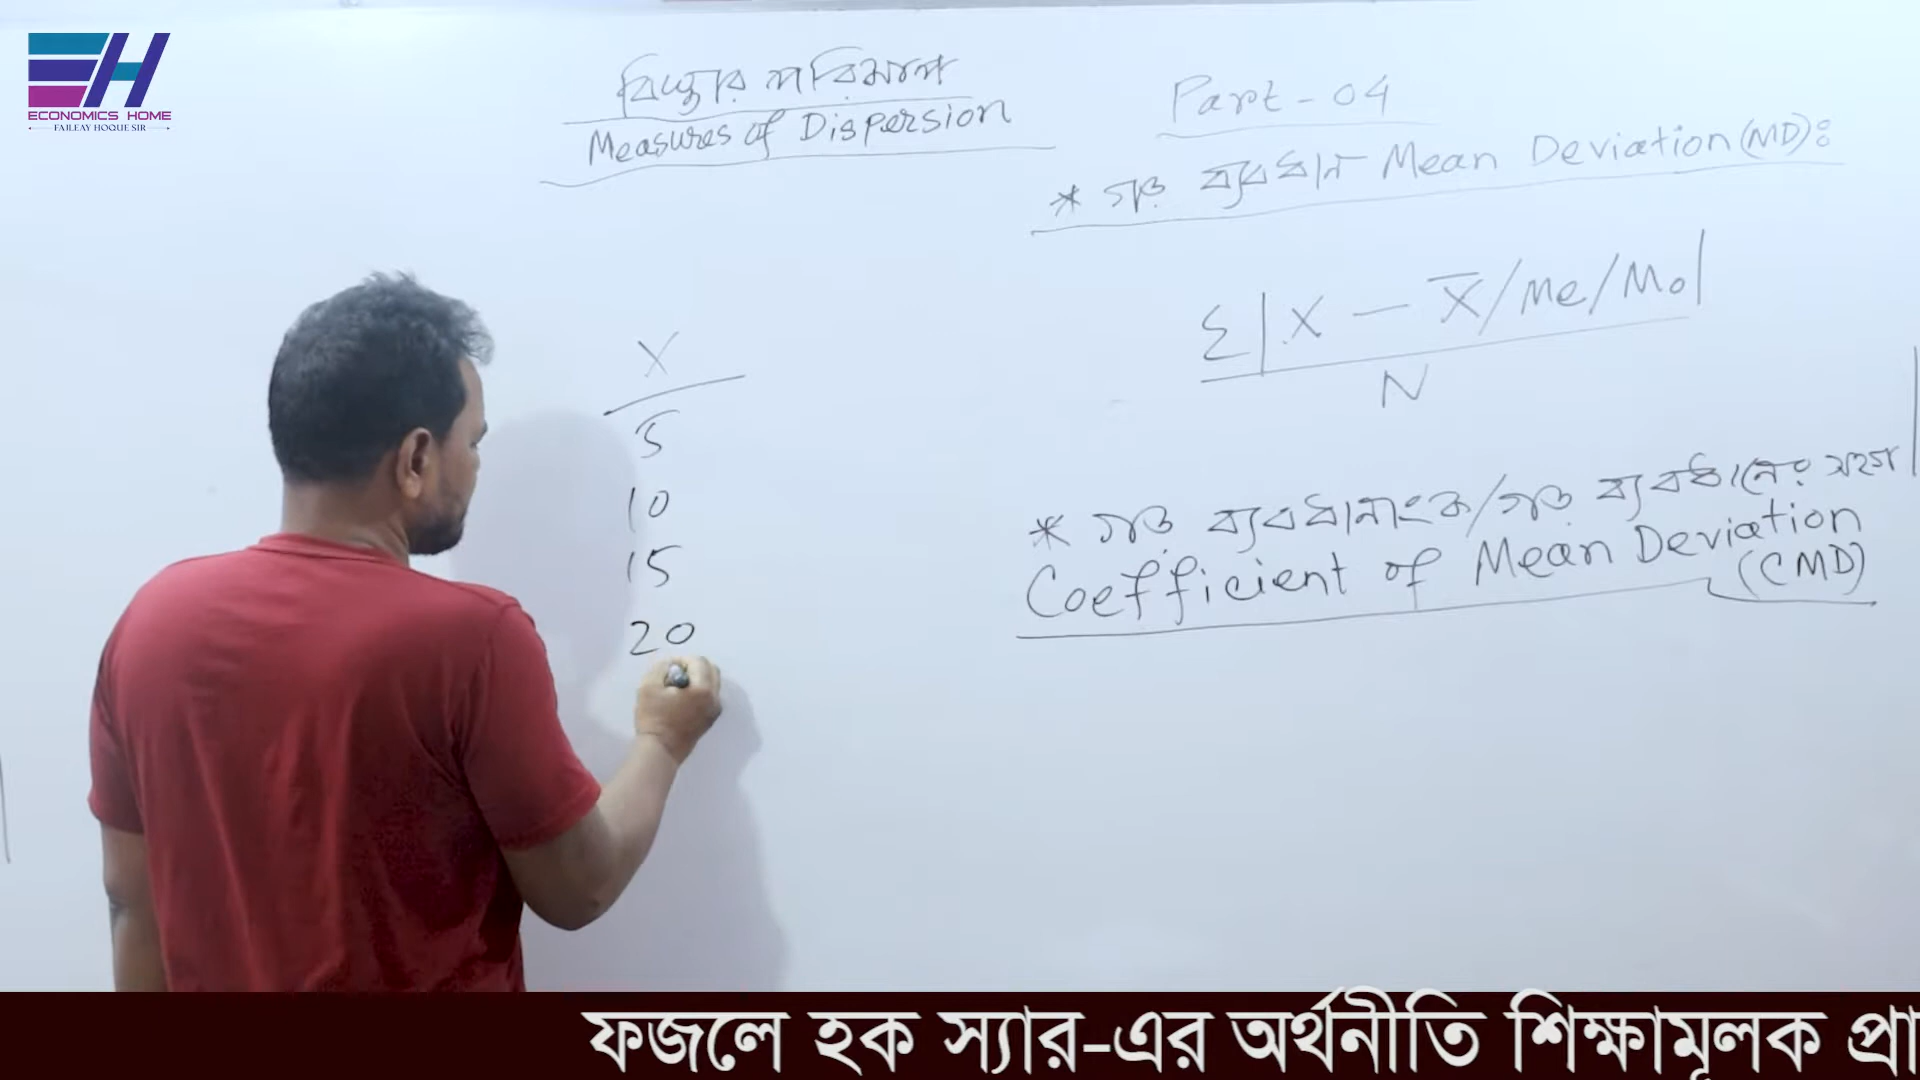 ECONOMICS HOME
FAILEAY HOQUE SIR
বিস্তার পরিমাপ
Measures of Dispersion
Part - 04
* গড় ব্যবধান Mean Deviation (MD):
Σ|X - X̄/Me/Mo|
N
X
5
10
15
20
* গড় ব্যবধানাংক/গড় ব্যবধানের সহগ
Coefficient of Mean Deviation
(CMD)
ফজলে হক স্যার-এর অর্থনীতি শিক্ষামূলক প্রা